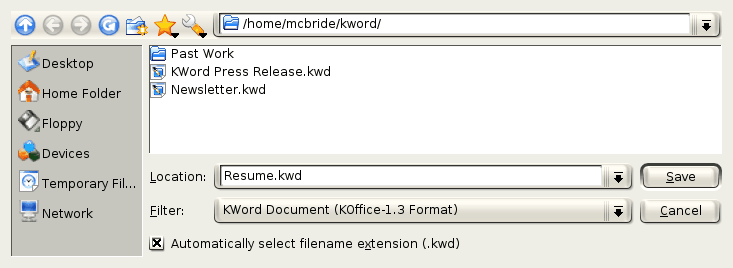 /home/mcbride/kword/
Desktop
Home Folder
Floppy
Devices
Temporary Fil...
Network
Past Work
KWord Press Release.kwd
Newsletter.kwd
Location: Resume.kwd Save
Filter: KWord Document (KOffice-1.3 Format) Cancel
Automatically select filename extension (.kwd)